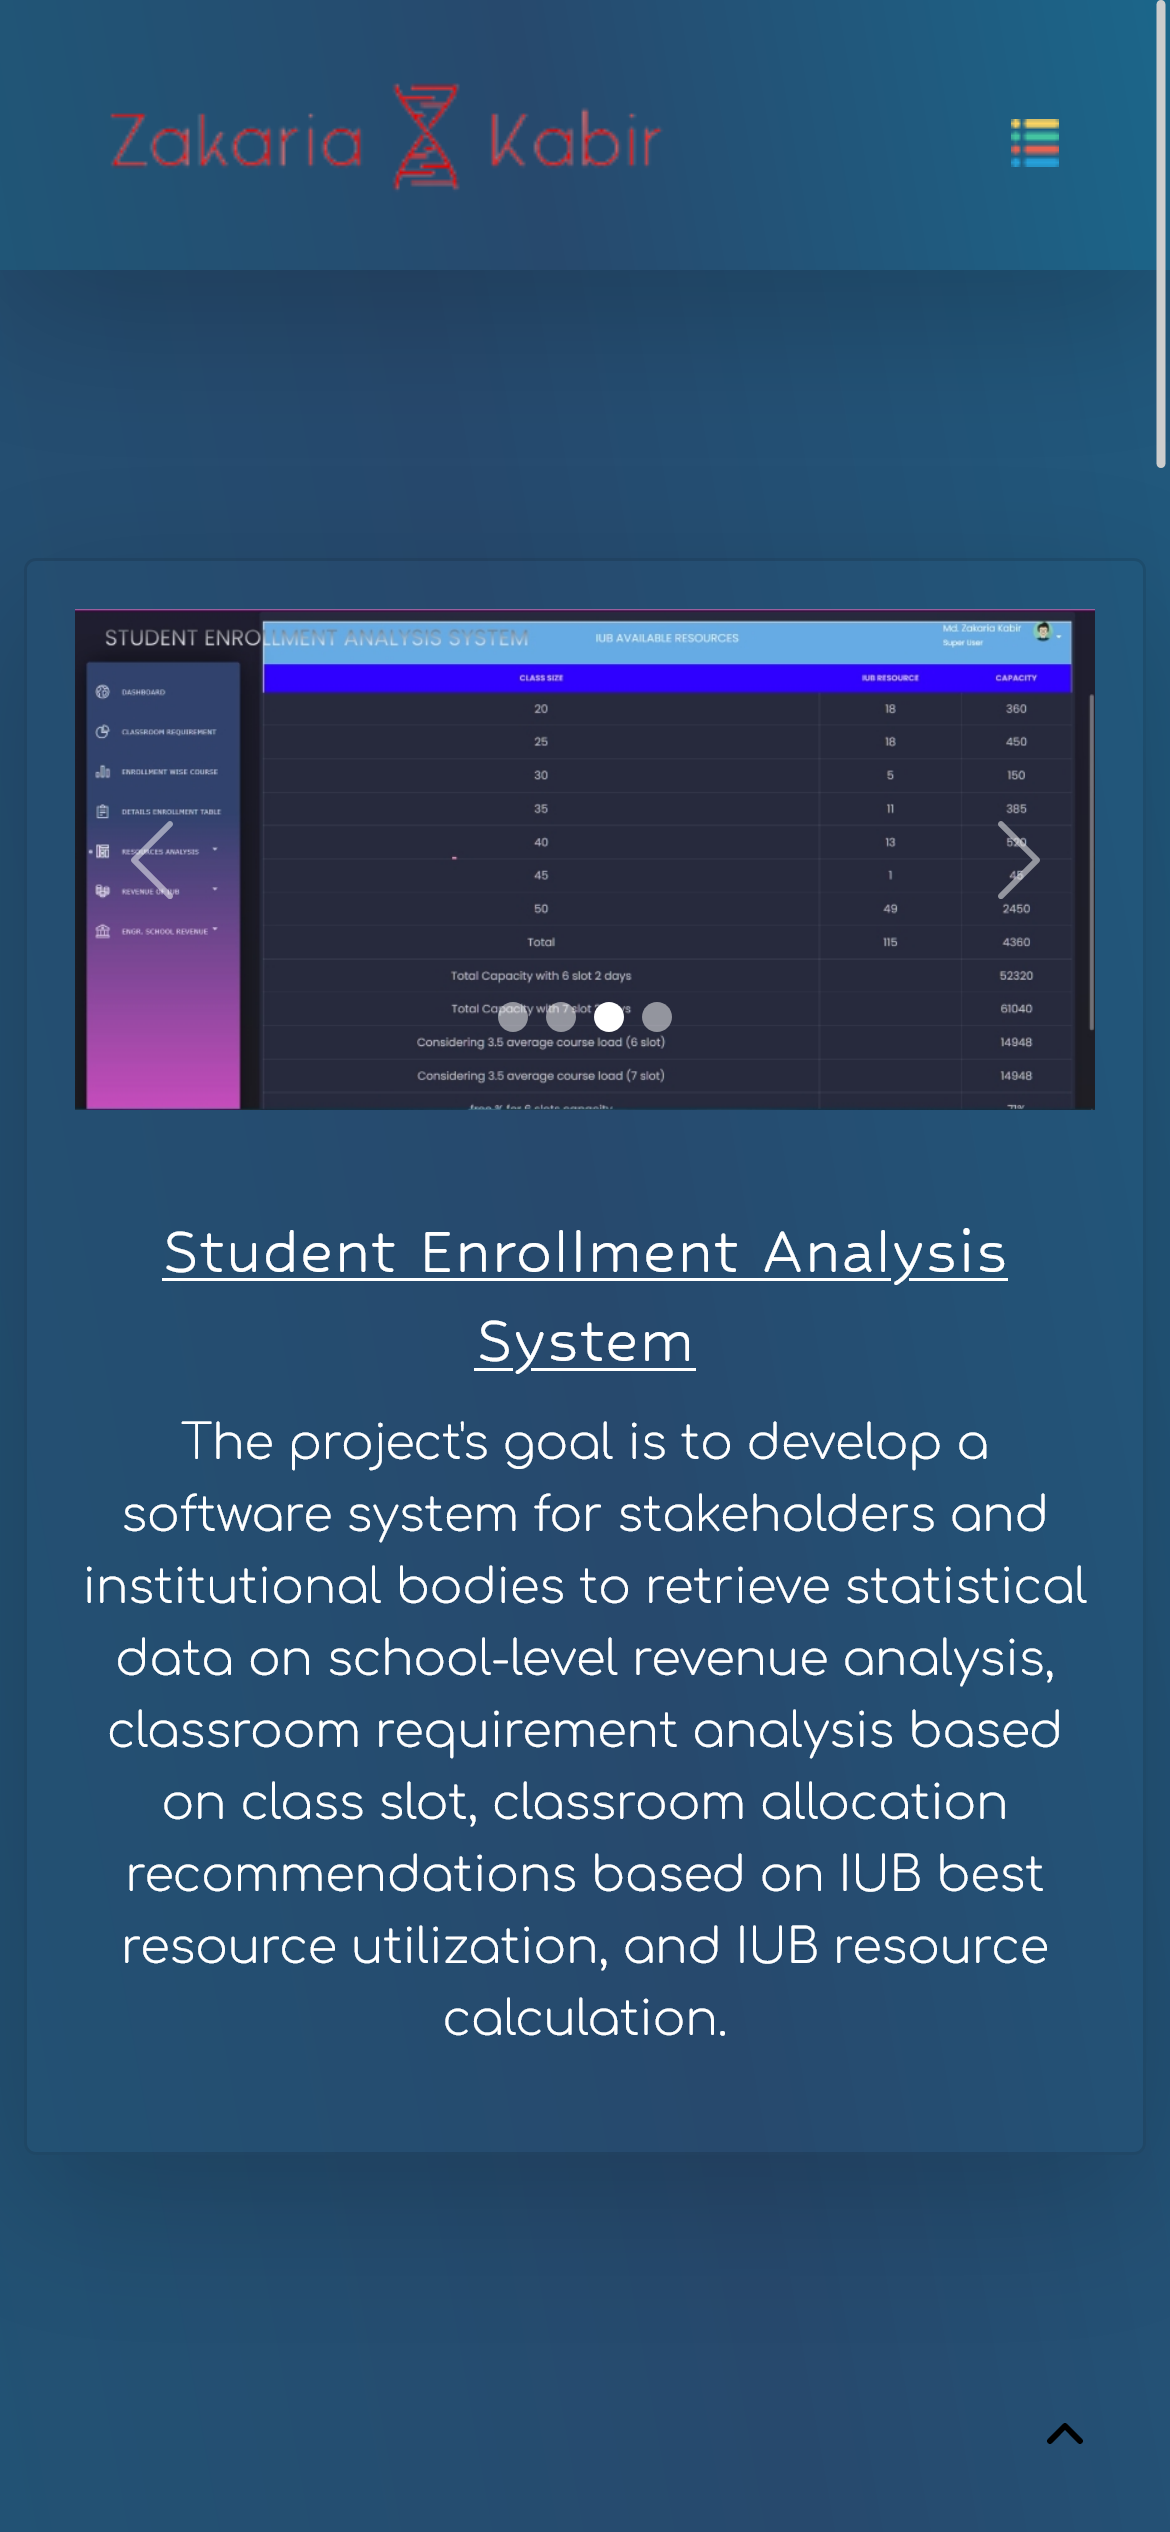 Zakaria Kabir
STUDENT ENROLLMENT ANALYSIS SYSTEM
IUB AVAILABLE RESOURCES
Md. Zakaria Kabir
Super User
DASHBOARD
CLASSROOM REQUIREMENT
ENROLLMENT WISE COURSE
DETAILS ENROLLMENT TABLE
RESOURCES ANALYSIS
REVENUE OF IUB
ENGR. SCHOOL REVENUE
CLASS SIZE IUB RESOURCE CAPACITY
20 18 360
25 18 450
30 5 150
35 11 385
40 13 520
45 1 45
50 49 2450
Total 115 4360
Total Capacity with 6 slot 2 days 52320
Total Capacity with 7 slot 2 days 61040
Considering 3.5 average course load (6 slot) 14948
Considering 3.5 average course load (7 slot) 14948
free % for 6 slots capacity 71%
Student Enrollment Analysis
System
The project's goal is to develop a
software system for stakeholders and
institutional bodies to retrieve statistical
data on school-level revenue analysis,
classroom requirement analysis based
on class slot, classroom allocation
recommendations based on IUB best
resource utilization, and IUB resource
calculation.